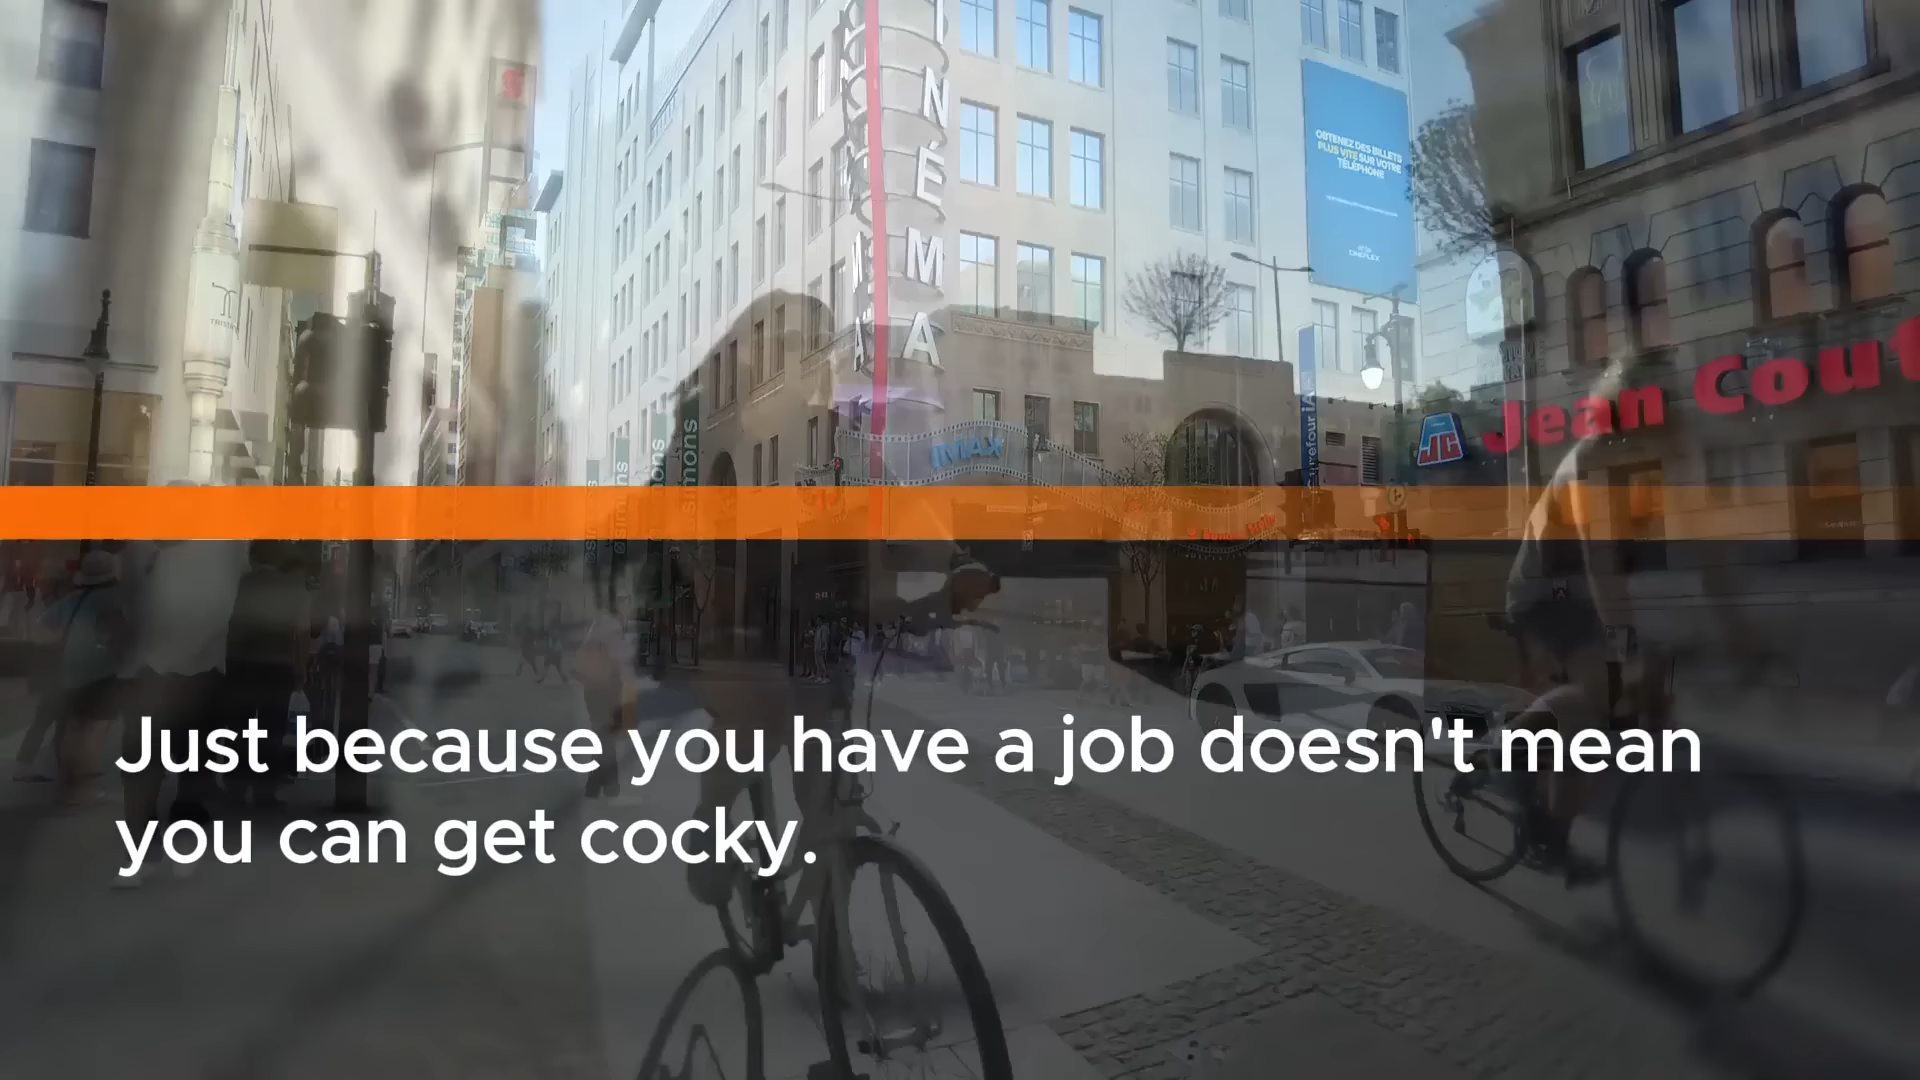 CINÉMA
OBTENEZ DES BILLETS
PLUS VITE SUR VOTRE
TÉLÉPHONE
CINEPLEX
simons
IMAX
JC
Jean Cout
Just because you have a job doesn't mean
you can get cocky.